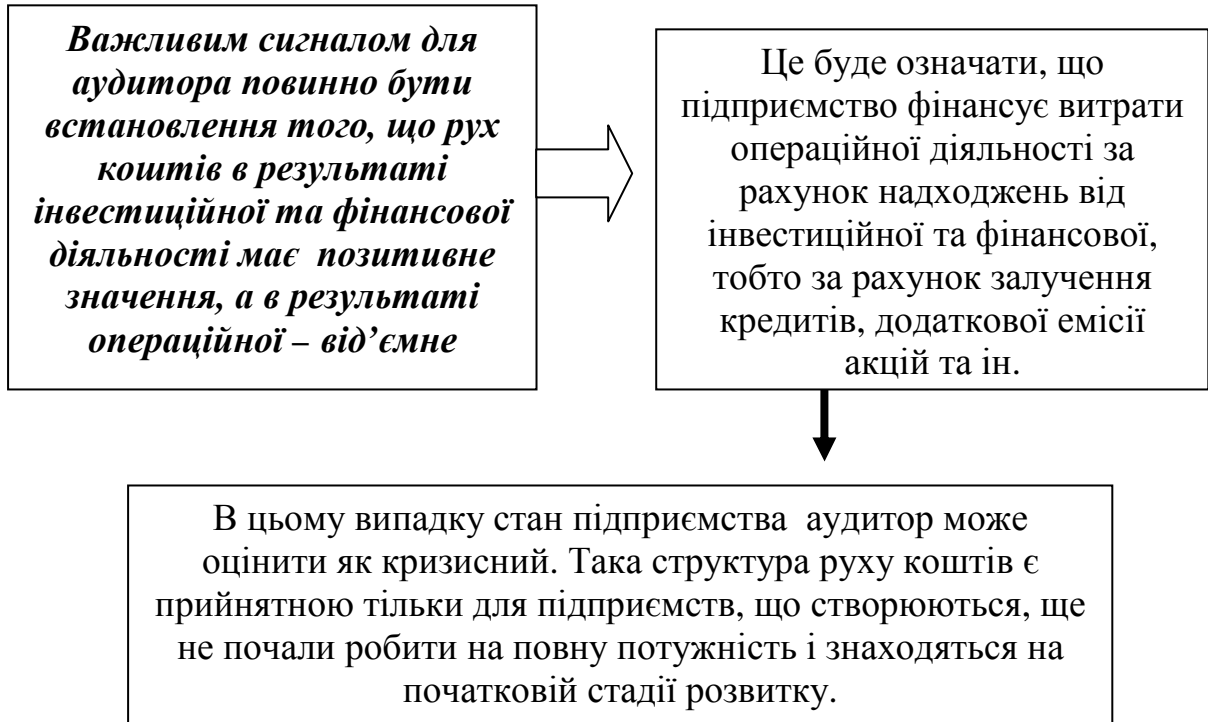 Важливим сигналом для
аудитора повинно бути
встановлення того, що рух
коштів в результаті
інвестиційної та фінансової
діяльності має позитивне
значення, а в результаті
операційної – від’ємне
Це буде означати, що
підприємство фінансує витрати
операційної діяльності за
рахунок надходжень від
інвестиційної та фінансової,
тобто за рахунок залучення
кредитів, додаткової емісії
акцій та ін.
В цьому випадку стан підприємства аудитор може
оцінити як кризисний. Така структура руху коштів є
прийнятною тільки для підприємств, що створюються, ще
не почали робити на повну потужність і знаходяться на
початковій стадії розвитку.